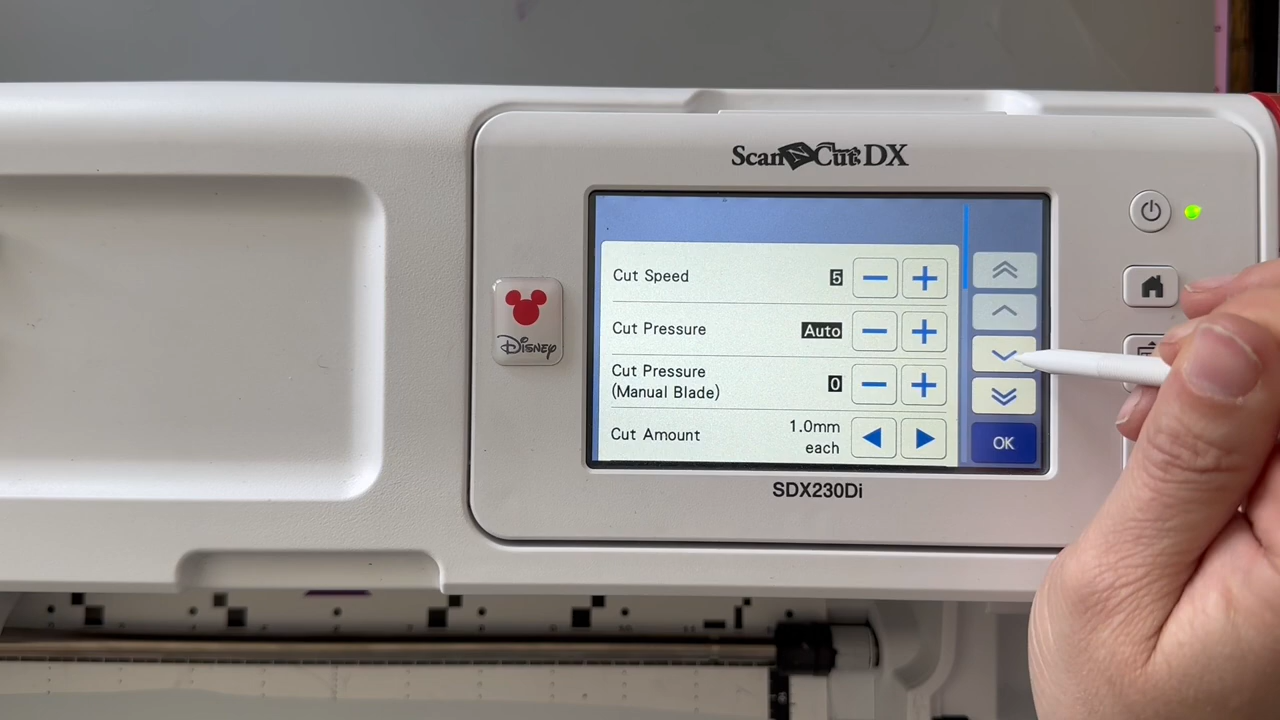 ScanNCut DX
Cut Speed 5
Cut Pressure Auto
Cut Pressure
(Manual Blade) 0
Cut Amount 1.0mm
each
OK
Disney
SDX230Di